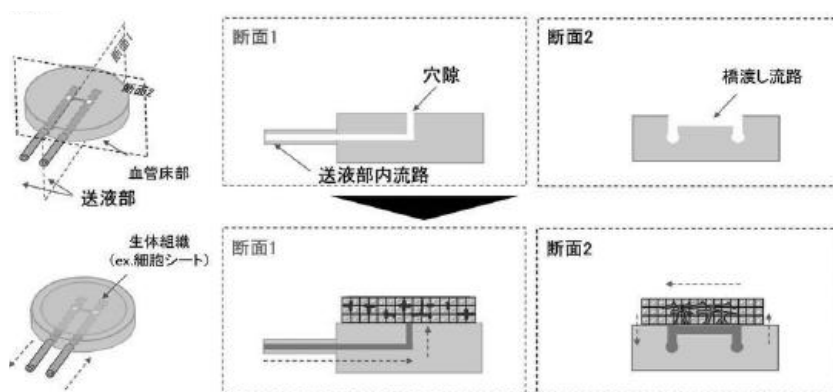 断面1
断面2
血管床部
送液部
断面1
穴隙
送液部内流路
断面2
橋渡し流路
生体組織
(ex.細胞シート)
断面1
断面2